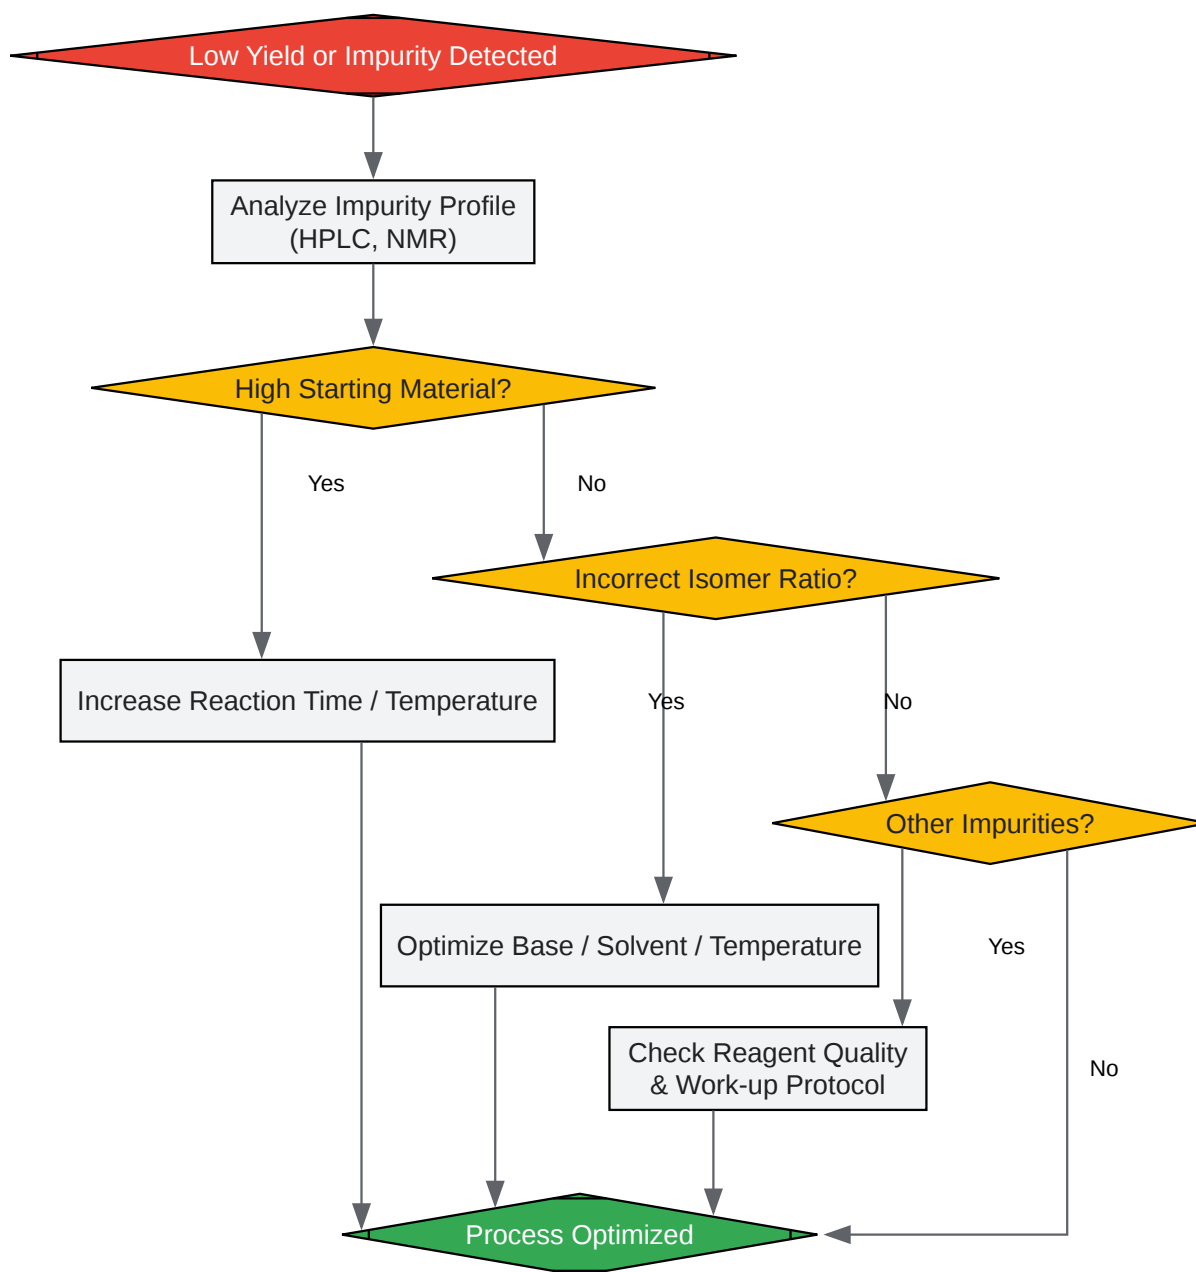 Low Yield or Impurity Detected
Analyze Impurity Profile
(HPLC, NMR)
High Starting Material?
Yes
No
Incorrect Isomer Ratio?
Increase Reaction Time / Temperature
Yes
No
Other Impurities?
Optimize Base / Solvent / Temperature
Yes
Check Reagent Quality
& Work-up Protocol
No
Process Optimized